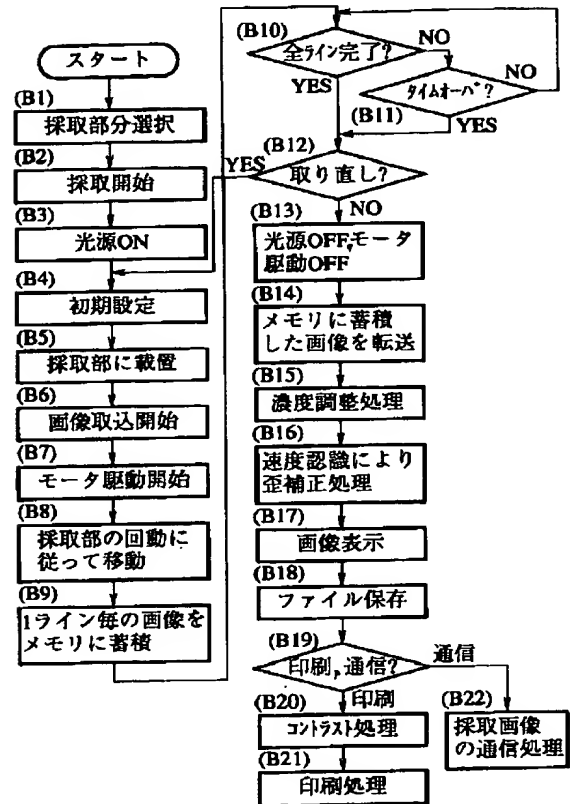 スタート
(B1)
採取部分選択
(B2)
採取開始
(B3)
光源ON
(B4)
初期設定
(B5)
採取部に載置
(B6)
画像取込開始
(B7)
モータ駆動開始
(B8)
採取部の回動に
従って移動
(B9)
1ライン毎の画像を
メモリに蓄積
(B10)
全ライン完了?
NO
YES
タイムオーバ?
NO
(B11)
YES
(B12)
取り直し?
YES
NO
(B13)
光源OFF,モータ
駆動OFF
(B14)
メモリに蓄積
した画像を転送
(B15)
濃度調整処理
(B16)
速度認識により
歪補正処理
(B17)
画像表示
(B18)
ファイル保存
(B19)
印刷,通信?
通信
印刷
(B20)
コントラスト処理
(B21)
印刷処理
(B22)
採取画像
の通信処理